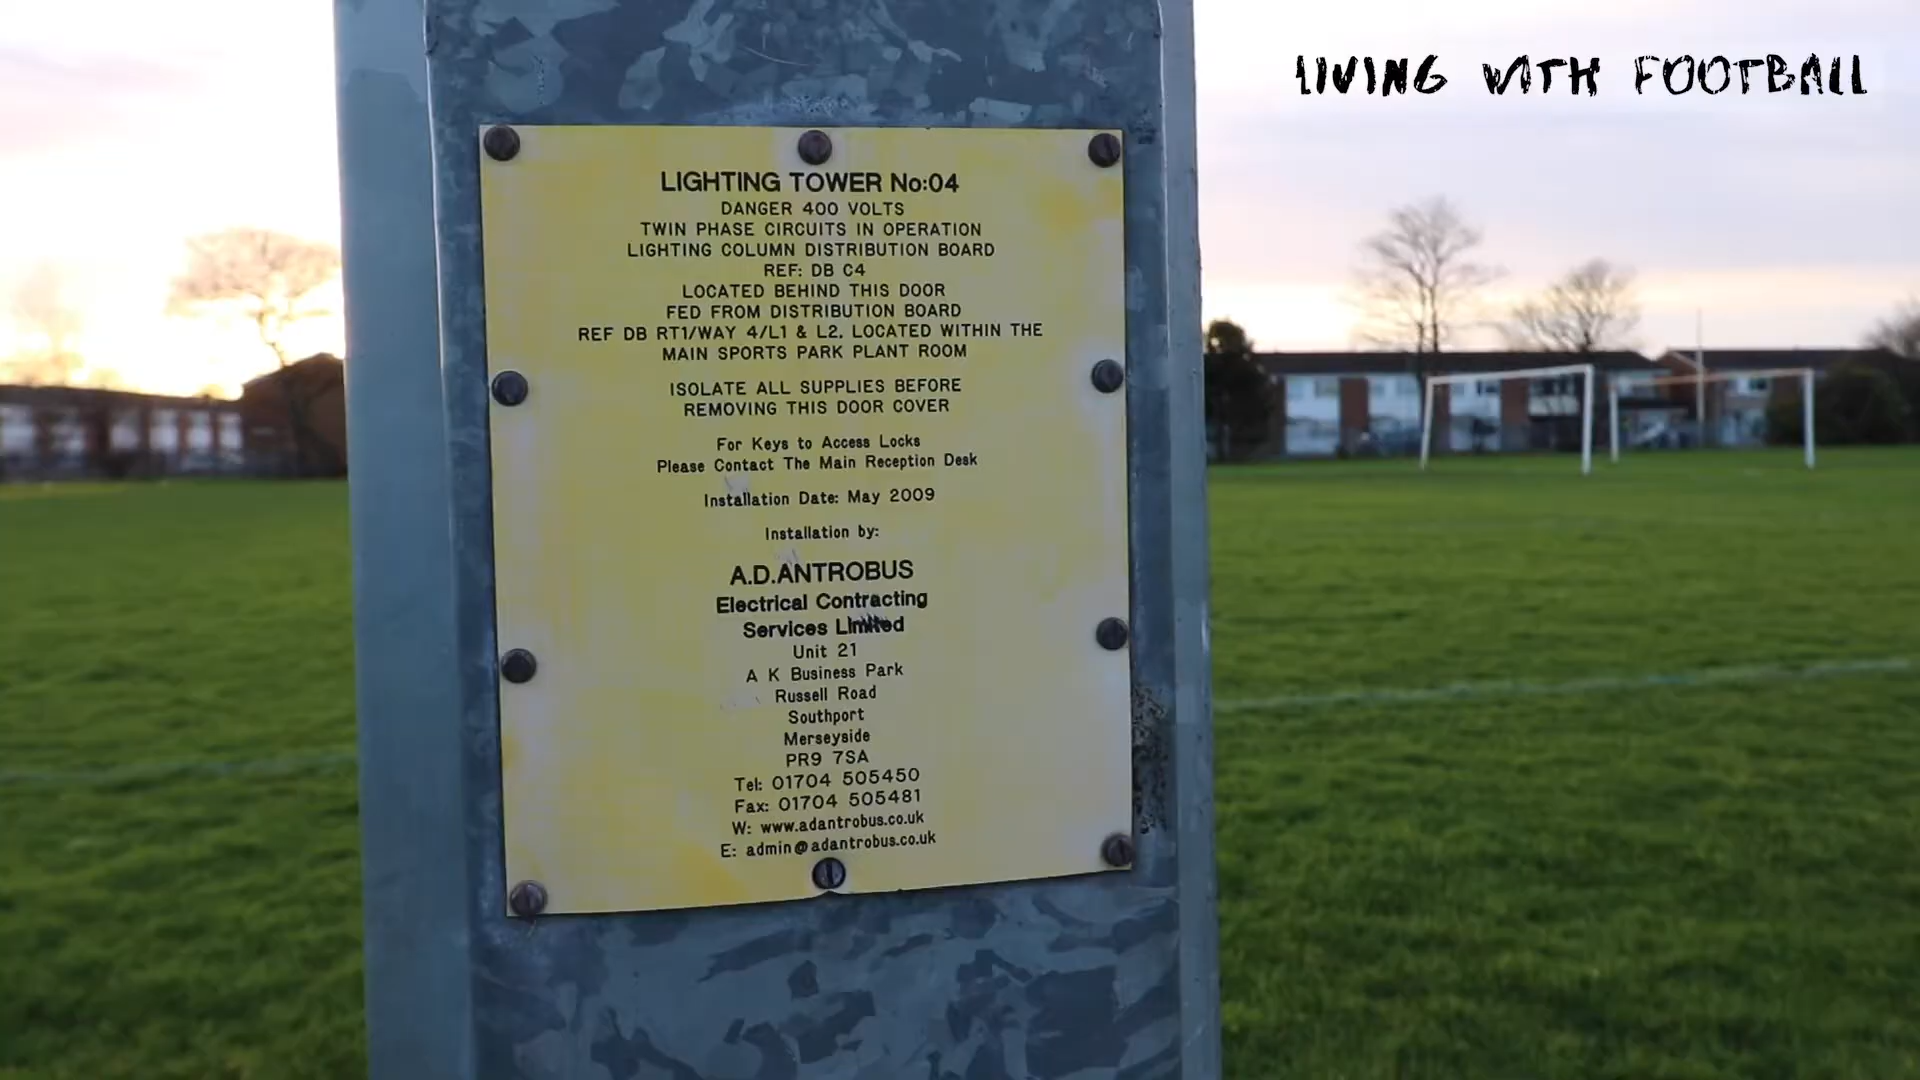 LIVING WITH FOOTBALL
LIGHTING TOWER No:04
DANGER 400 VOLTS
TWIN PHASE CIRCUITS IN OPERATION
LIGHTING COLUMN DISTRIBUTION BOARD
REF: DB C4
LOCATED BEHIND THIS DOOR
FED FROM DISTRIBUTION BOARD
REF DB RT1/WAY 4/L1 & L2. LOCATED WITHIN THE
MAIN SPORTS PARK PLANT ROOM
ISOLATE ALL SUPPLIES BEFORE
REMOVING THIS DOOR COVER
For Keys to Access Locks
Please Contact The Main Reception Desk
Installation Date: May 2009
Installation by:
A.D.ANTROBUS
Electrical Contracting
Services Limited
Unit 21
A K Business Park
Russell Road
Southport
Merseyside
PR9 7SA
Tel: 01704 505450
Fax: 01704 505481
W: www.adantrobus.co.uk
E: admin@adantrobus.co.uk